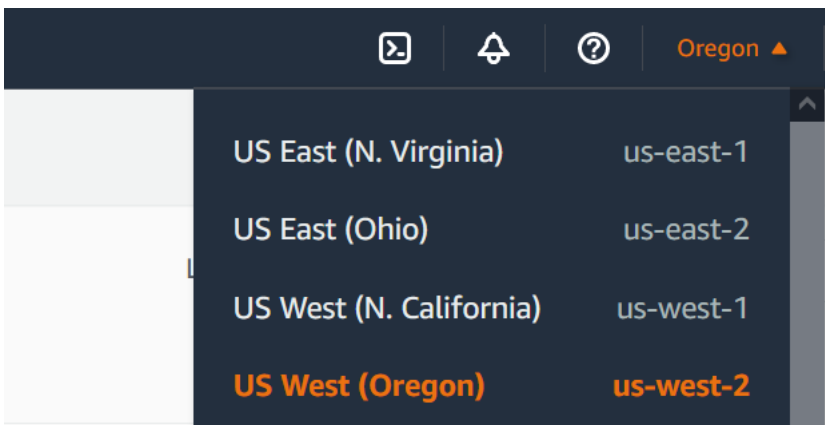 Oregon
US East (N. Virginia) us-east-1
US East (Ohio) us-east-2
US West (N. California) us-west-1
US West (Oregon) us-west-2